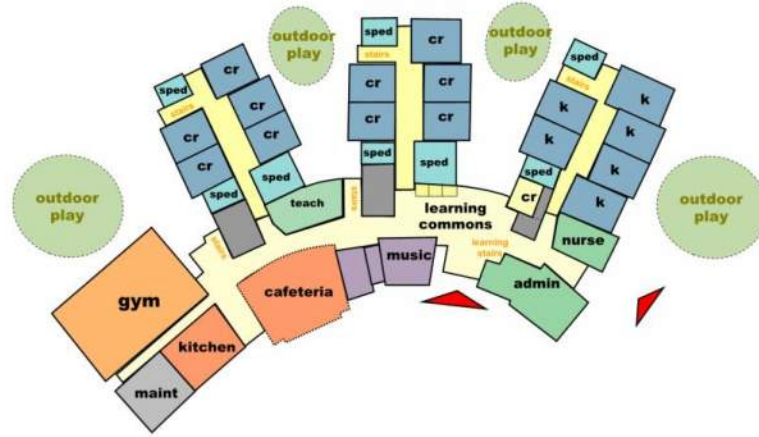 outdoor
play
outdoor
play
sped
cr
stairs
sped
cr
cr
cr
cr
sped
sped
sped
cr
stairs
cr
cr
cr
cr
sped
sped
sped
stairs
k
k
k
k
k
sped
k
cr
k
outdoor
play
outdoor
play
teach
stairs
stairs
learning
commons
learning
stairs
nurse
music
admin
cafeteria
gym
kitchen
maint